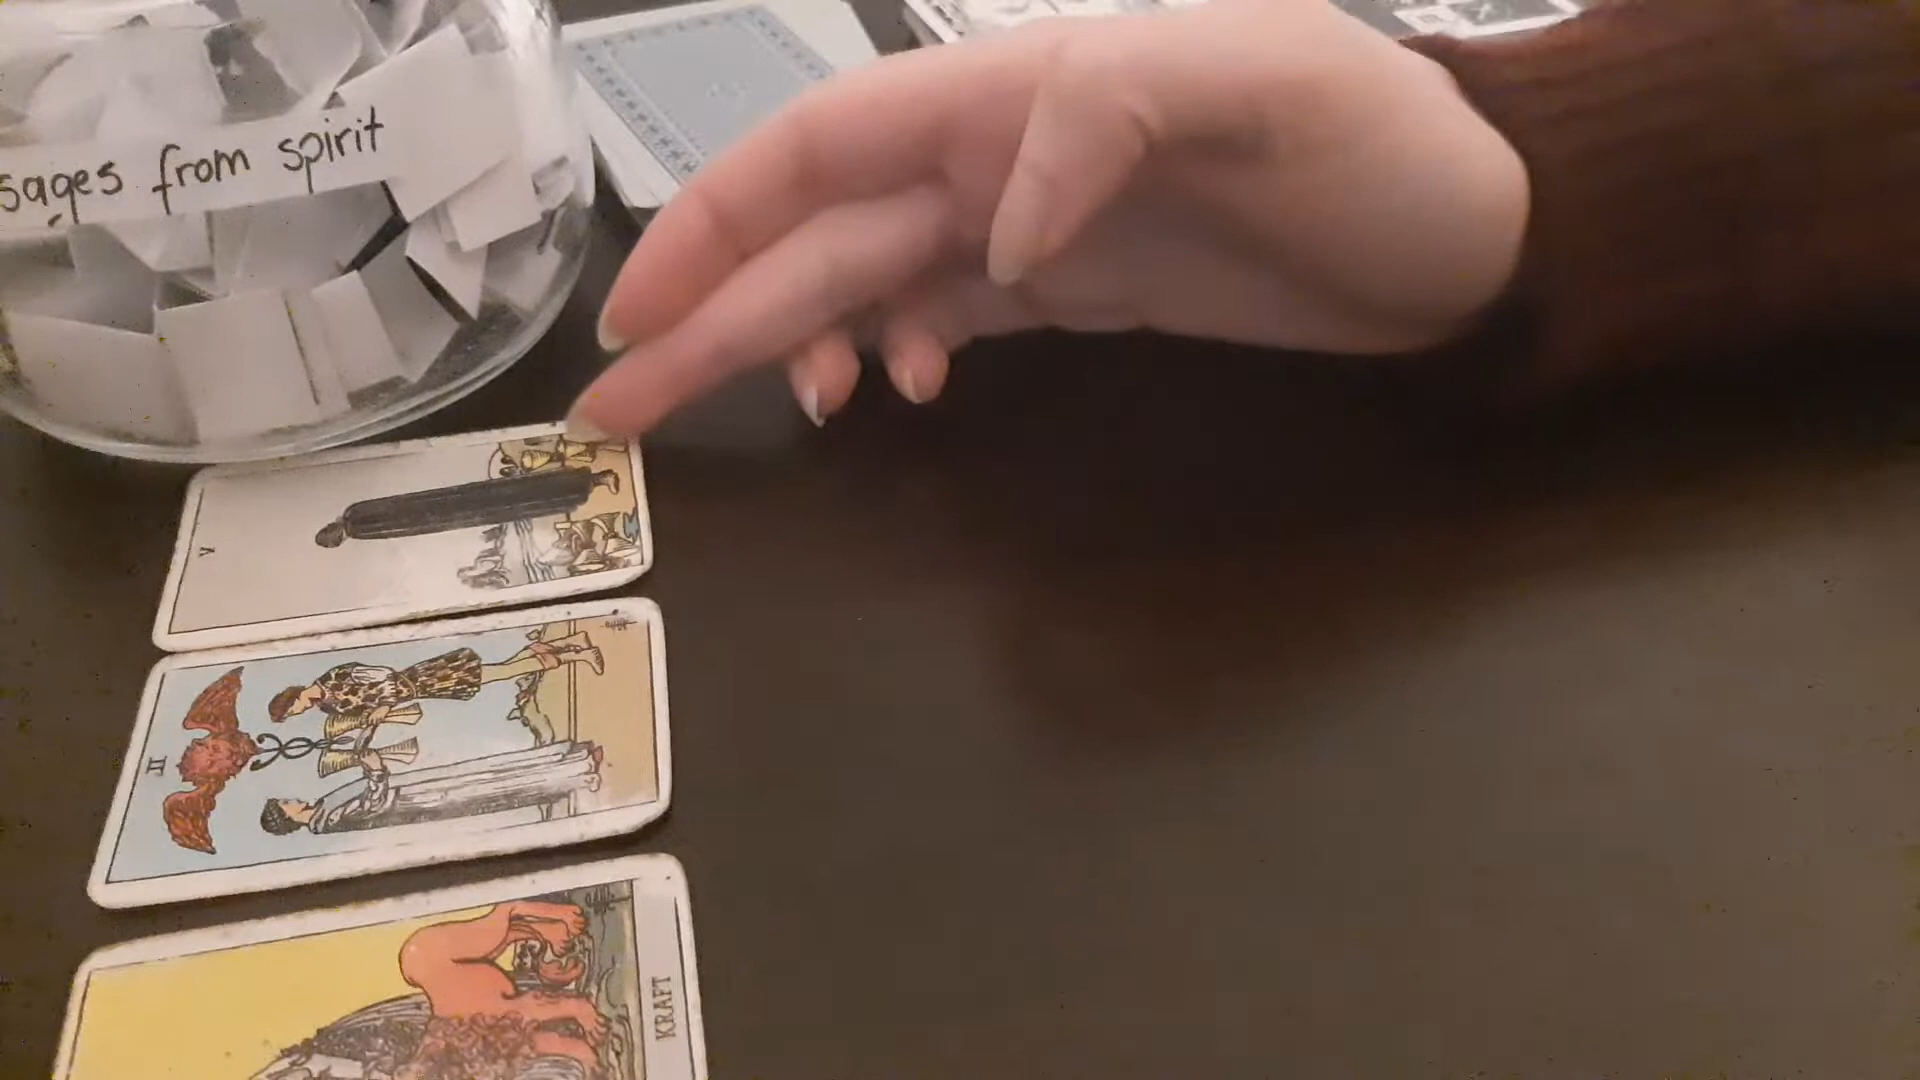 sages from spirit
V
II
KRAFT